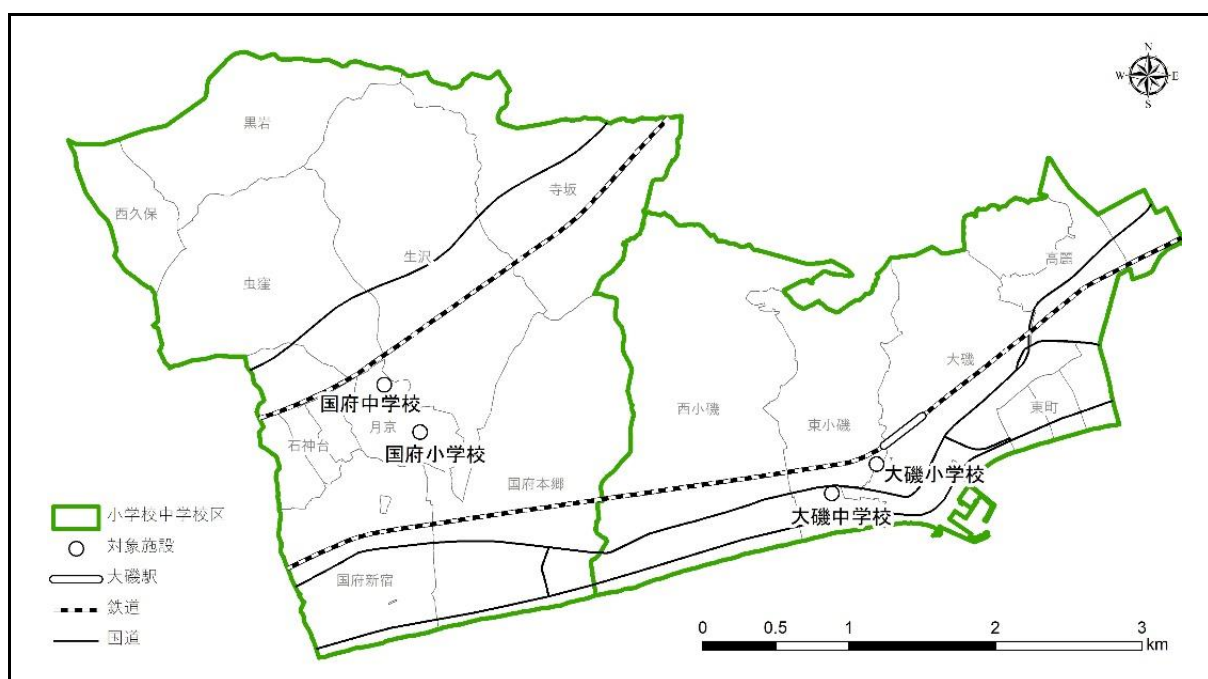 N
W
E
S
黒岩
西久保
虫窪
生沢
寺坂
高麗
大磯
東町
西小磯
東小磯
国府中学校
月京
石神台
国府小学校
国府本郷
大磯小学校
大磯中学校
国府新宿
小学校中学校区
対象施設
大磯駅
鉄道
国道
0 0.5 1 2 3
km